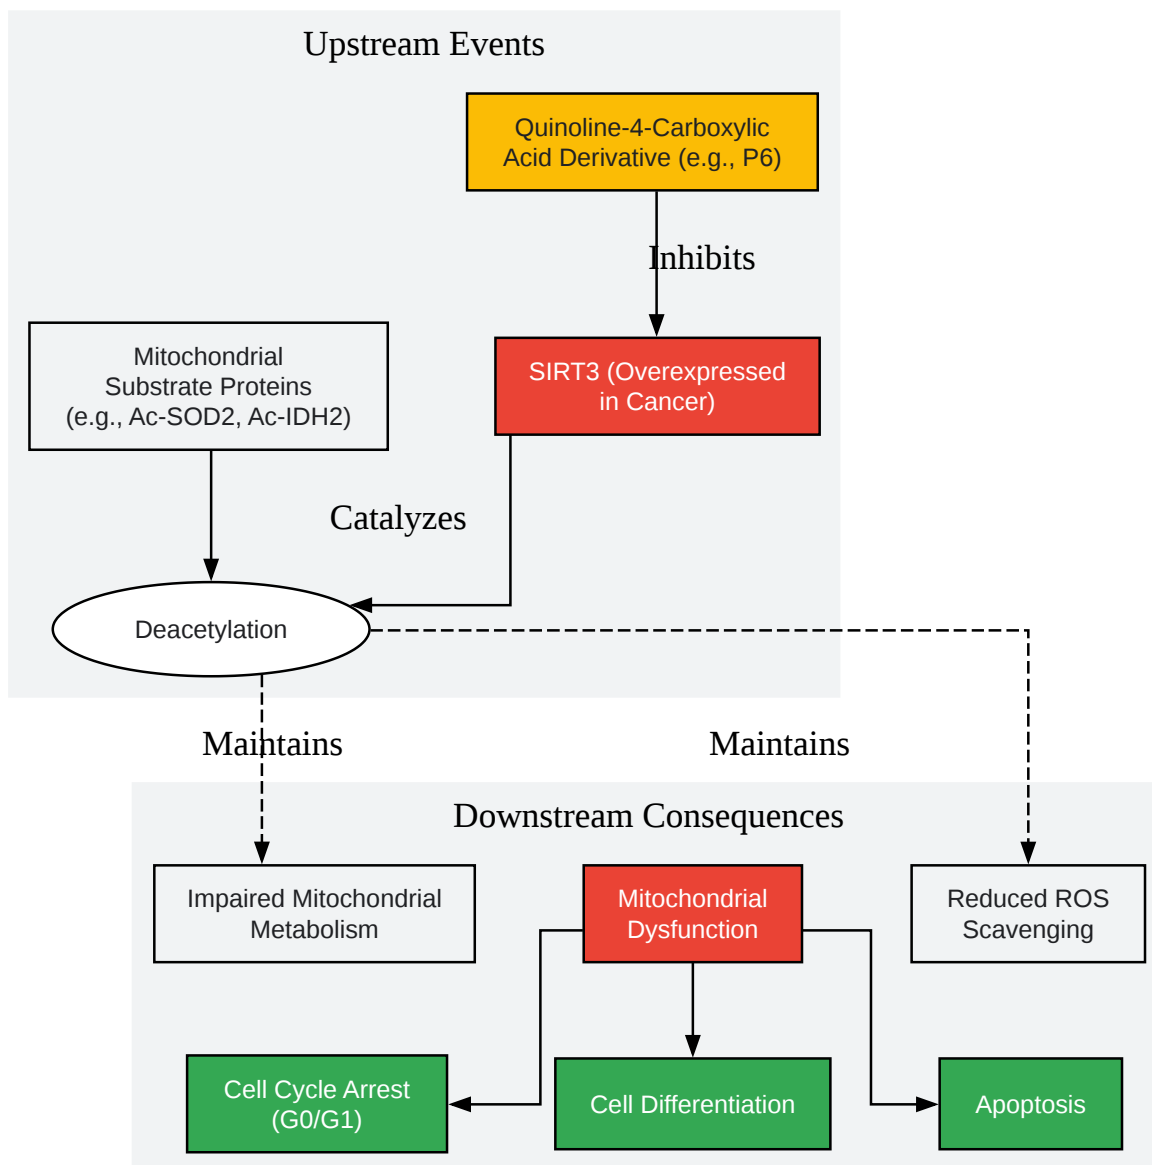 Upstream Events
Quinoline-4-Carboxylic
Acid Derivative (e.g., P6)
Inhibits
Mitochondrial
Substrate Proteins
(e.g., Ac-SOD2, Ac-IDH2)
SIRT3 (Overexpressed
in Cancer)
Catalyzes
Deacetylation
Maintains
Maintains
Downstream Consequences
Impaired Mitochondrial
Metabolism
Mitochondrial
Dysfunction
Reduced ROS
Scavenging
Cell Cycle Arrest
(G0/G1)
Cell Differentiation
Apoptosis